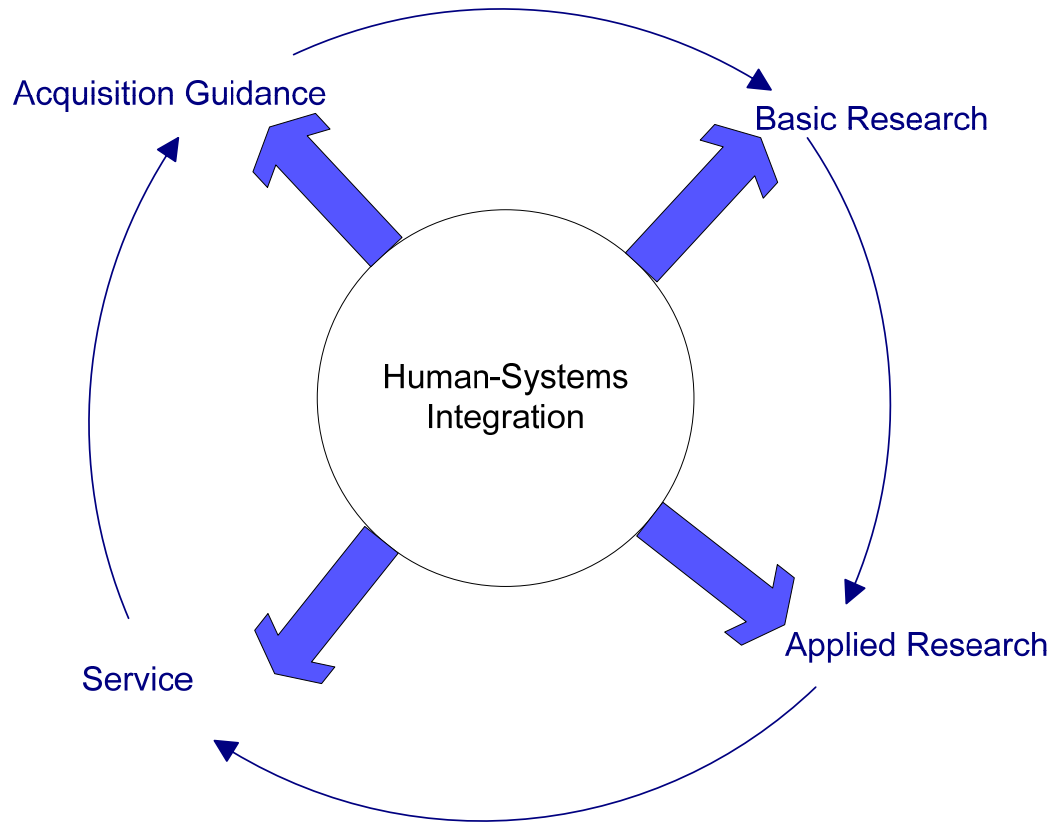 Acquisition Guidance
Basic Research
Human-Systems
Integration
Applied Research
Service